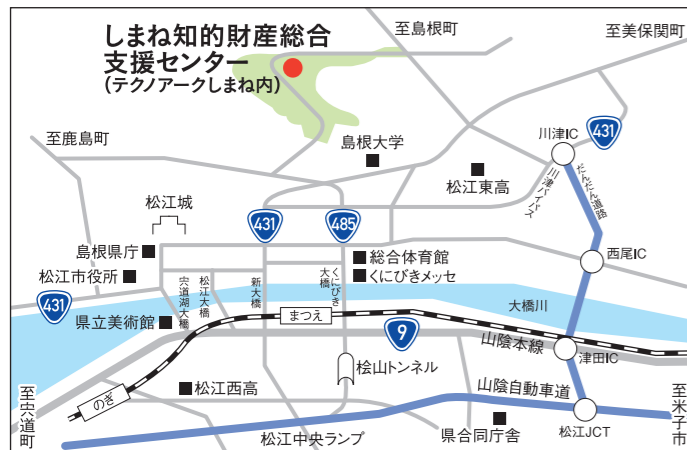 しまね知的財産総合
支援センター
(テクノアークしまね内)
至島根町
至美保関町
至鹿島町
島根大学
川津IC
431
松江東高
川津バイパス
だんだん道路
松江城
431
485
島根県庁
総合体育館
西尾IC
松江市役所
くにびきメッセ
431
宍道湖大橋
松江大橋
新大橋
くにびき
大橋
大橋川
県立美術館
まつえ
9
山陰本線
津田IC
桧山トンネル
のぎ
松江西高
山陰自動車道
至宍道町
松江中央ランプ
県合同庁舎
松江JCT
至米子市